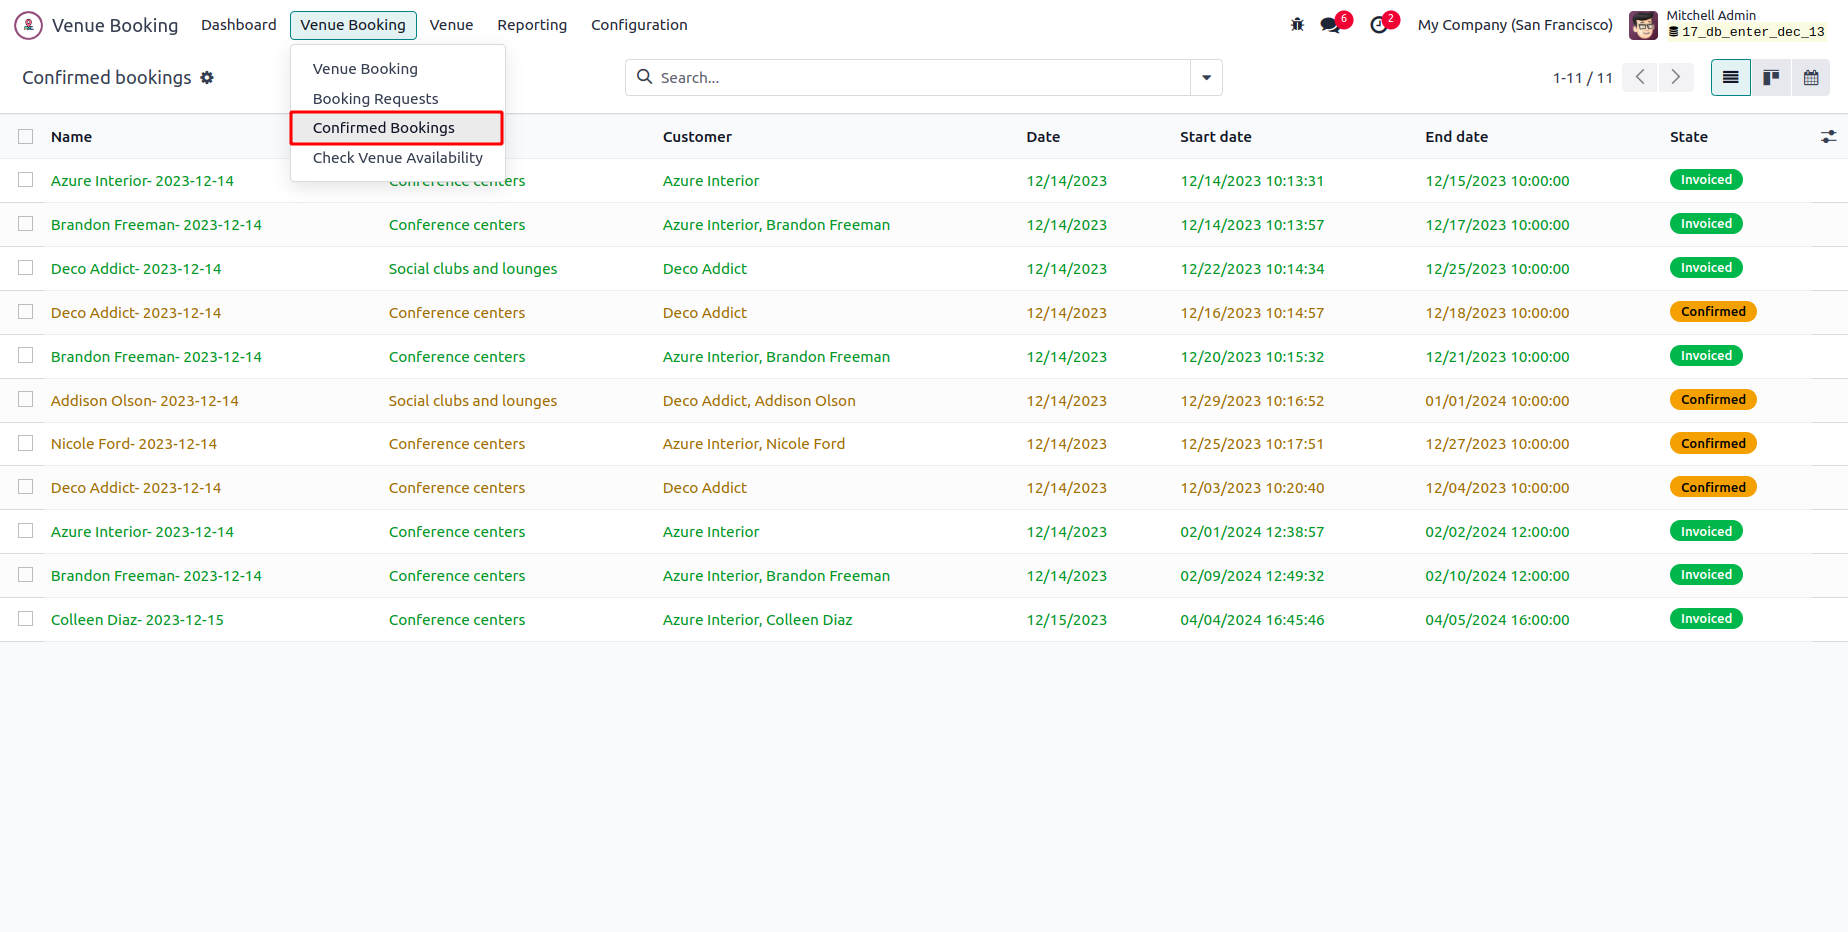 Venue Booking Dashboard Venue Booking Venue Reporting Configuration 6 2 My Company (San Francisco) Mitchell Admin
17_db_enter_dec_13
Venue Booking
Booking Requests
Confirmed Bookings
Check Venue Availability
Confirmed bookings Search... 1-11 / 11
Name Customer Date Start date End date State
Azure Interior- 2023-12-14 Conference centers Azure Interior 12/14/2023 12/14/2023 10:13:31 12/15/2023 10:00:00 Invoiced
Brandon Freeman- 2023-12-14 Conference centers Azure Interior, Brandon Freeman 12/14/2023 12/14/2023 10:13:57 12/17/2023 10:00:00 Invoiced
Deco Addict- 2023-12-14 Social clubs and lounges Deco Addict 12/14/2023 12/22/2023 10:14:34 12/25/2023 10:00:00 Invoiced
Deco Addict- 2023-12-14 Conference centers Deco Addict 12/14/2023 12/16/2023 10:14:57 12/18/2023 10:00:00 Confirmed
Brandon Freeman- 2023-12-14 Conference centers Azure Interior, Brandon Freeman 12/14/2023 12/20/2023 10:15:32 12/21/2023 10:00:00 Invoiced
Addison Olson- 2023-12-14 Social clubs and lounges Deco Addict, Addison Olson 12/14/2023 12/29/2023 10:16:52 01/01/2024 10:00:00 Confirmed
Nicole Ford- 2023-12-14 Conference centers Azure Interior, Nicole Ford 12/14/2023 12/25/2023 10:17:51 12/27/2023 10:00:00 Confirmed
Deco Addict- 2023-12-14 Conference centers Deco Addict 12/14/2023 12/03/2023 10:20:40 12/04/2023 10:00:00 Confirmed
Azure Interior- 2023-12-14 Conference centers Azure Interior 12/14/2023 02/01/2024 12:38:57 02/02/2024 12:00:00 Invoiced
Brandon Freeman- 2023-12-14 Conference centers Azure Interior, Brandon Freeman 12/14/2023 02/09/2024 12:49:32 02/10/2024 12:00:00 Invoiced
Colleen Diaz- 2023-12-15 Conference centers Azure Interior, Colleen Diaz 12/15/2023 04/04/2024 16:45:46 04/05/2024 16:00:00 Invoiced